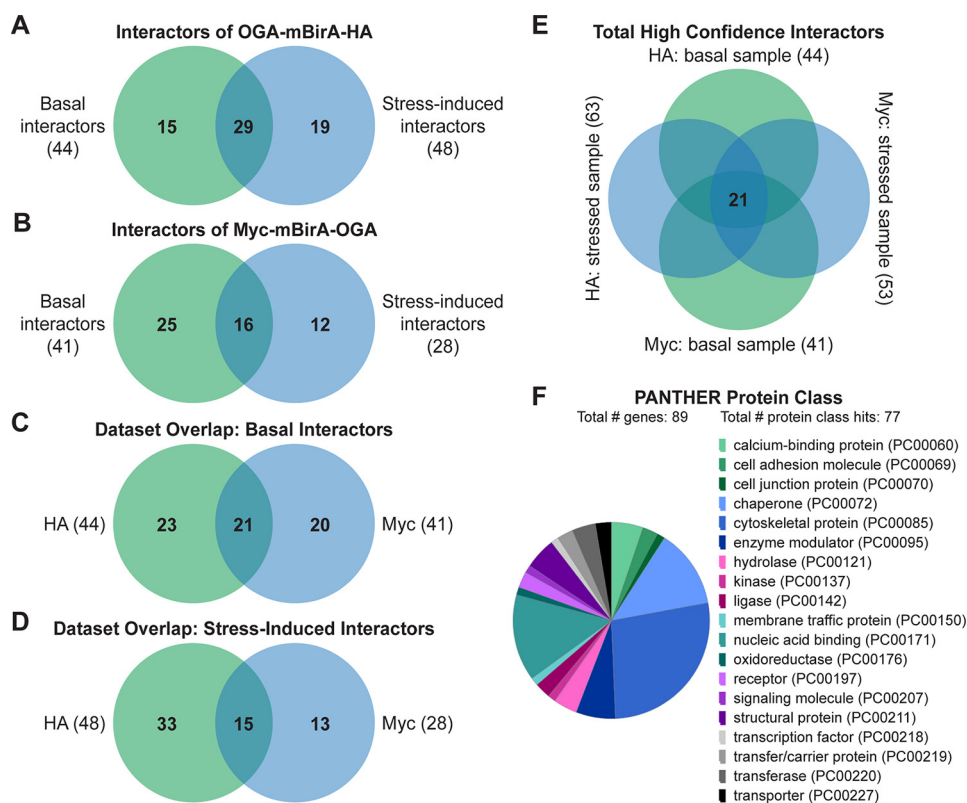 A
Interactors of OGA-mBirA-HA
Basal
interactors
(44)
15
29
19
Stress-induced
interactors
(48)
B
Interactors of Myc-mBirA-OGA
Basal
interactors
(41)
25
16
12
Stress-induced
interactors
(28)
C
Dataset Overlap: Basal Interactors
HA (44)
23
21
20
Myc (41)
D
Dataset Overlap: Stress-Induced Interactors
HA (48)
33
15
13
Myc (28)
E
Total High Confidence Interactors
HA: basal sample (44)
HA: stressed sample (63)
21
Myc: stressed sample (53)
Myc: basal sample (41)
F
PANTHER Protein Class
Total # genes: 89 Total # protein class hits: 77
calcium-binding protein (PC00060)
cell adhesion molecule (PC00069)
cell junction protein (PC00070)
chaperone (PC00072)
cytoskeletal protein (PC00085)
enzyme modulator (PC00095)
hydrolase (PC00121)
kinase (PC00137)
ligase (PC00142)
membrane traffic protein (PC00150)
nucleic acid binding (PC00171)
oxidoreductase (PC00176)
receptor (PC00197)
signaling molecule (PC00207)
structural protein (PC00211)
transcription factor (PC00218)
transfer/carrier protein (PC00219)
transferase (PC00220)
transporter (PC00227)